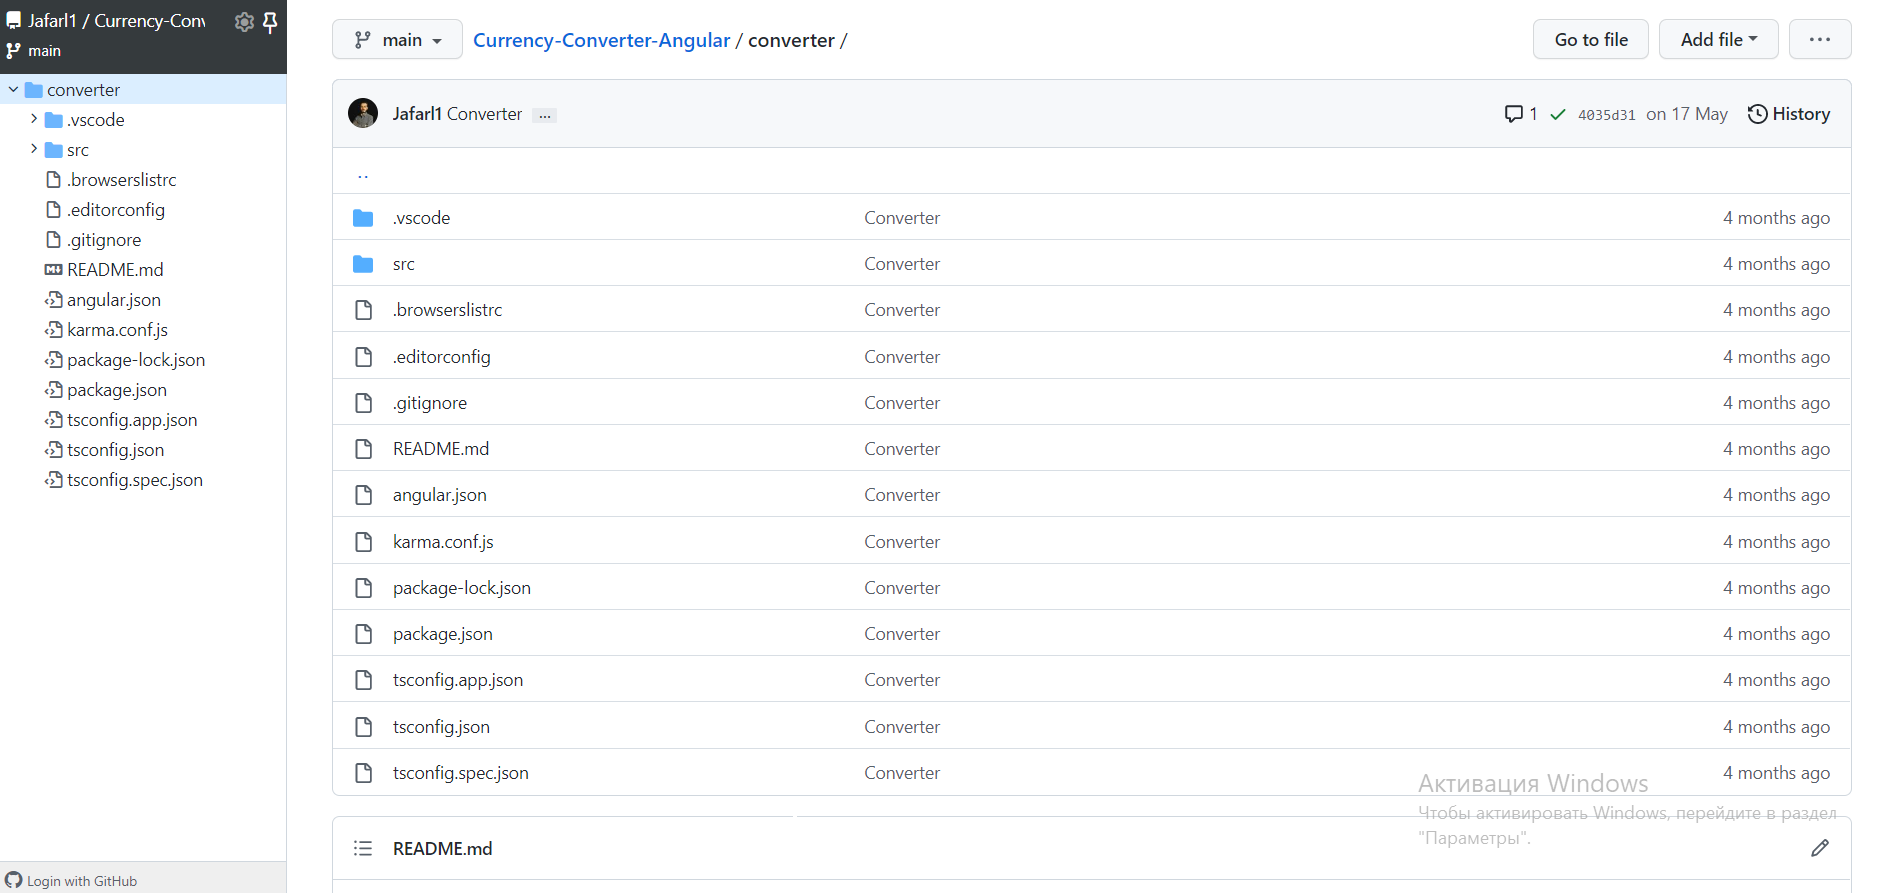 Jafarl1 / Currency-Conv
main
converter
.vscode
src
.browserslistrc
.editorconfig
.gitignore
README.md
angular.json
karma.conf.js
package-lock.json
package.json
tsconfig.app.json
tsconfig.json
tsconfig.spec.json
Login with GitHub
main Currency-Converter-Angular / converter / Go to file Add file ...
Jafarl1 Converter ... 1 4035d31 on 17 May History
..
.vscode Converter 4 months ago
src Converter 4 months ago
.browserslistrc Converter 4 months ago
.editorconfig Converter 4 months ago
.gitignore Converter 4 months ago
README.md Converter 4 months ago
angular.json Converter 4 months ago
karma.conf.js Converter 4 months ago
package-lock.json Converter 4 months ago
package.json Converter 4 months ago
tsconfig.app.json Converter 4 months ago
tsconfig.json Converter 4 months ago
tsconfig.spec.json Converter 4 months ago
Активация Windows
Чтобы активировать Windows, перейдите в раздел
"Параметры".
README.md